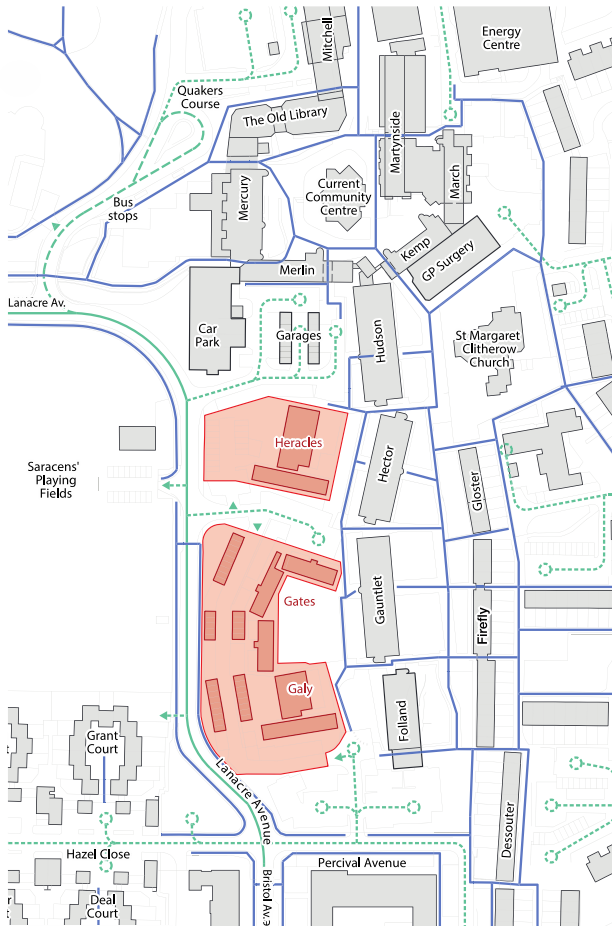 Energy
Centre
Mitchell
Quakers
Course
The Old Library
Martynside
March
Mercury
Current
Community
Centre
Bus
stops
Kemp
GP Surgery
Merlin
Lanacre Av.
Car
Park
Garages
Hudson
St Margaret
Clitherow
Church
Heracles
Hector
Saracens'
Playing
Fields
Gloster
Gates
Gauntlet
Firefly
Galy
Folland
Grant
Court
Lanacre Avenue
Dessouter
Hazel Close
Percival Avenue
Deal
Court
Bristol Av.